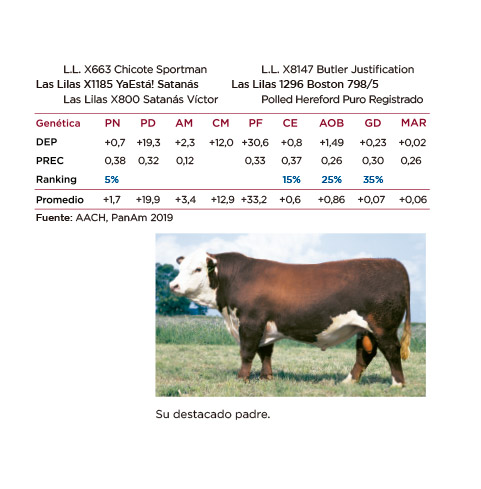 L.L. X663 Chicote Sportman L.L. X8147 Butler Justification
Las Lilas X1185 YaEstá! Satanás Las Lilas 1296 Boston 798/5
Las Lilas X800 Satanás Víctor Polled Hereford Puro Registrado
Genética PN PD AM CM PF CE AOB GD MAR
DEP +0,7 +19,3 +2,3 +12,0 +30,6 +0,8 +1,49 +0,23 +0,02
PREC 0,38 0,32 0,12 0,33 0,37 0,26 0,30 0,26
Ranking 5% 15% 25% 35%
Promedio +1,7 +19,9 +3,4 +12,9 +33,2 +0,6 +0,86 +0,07 +0,06
Fuente: AACH, PanAm 2019
Su destacado padre.